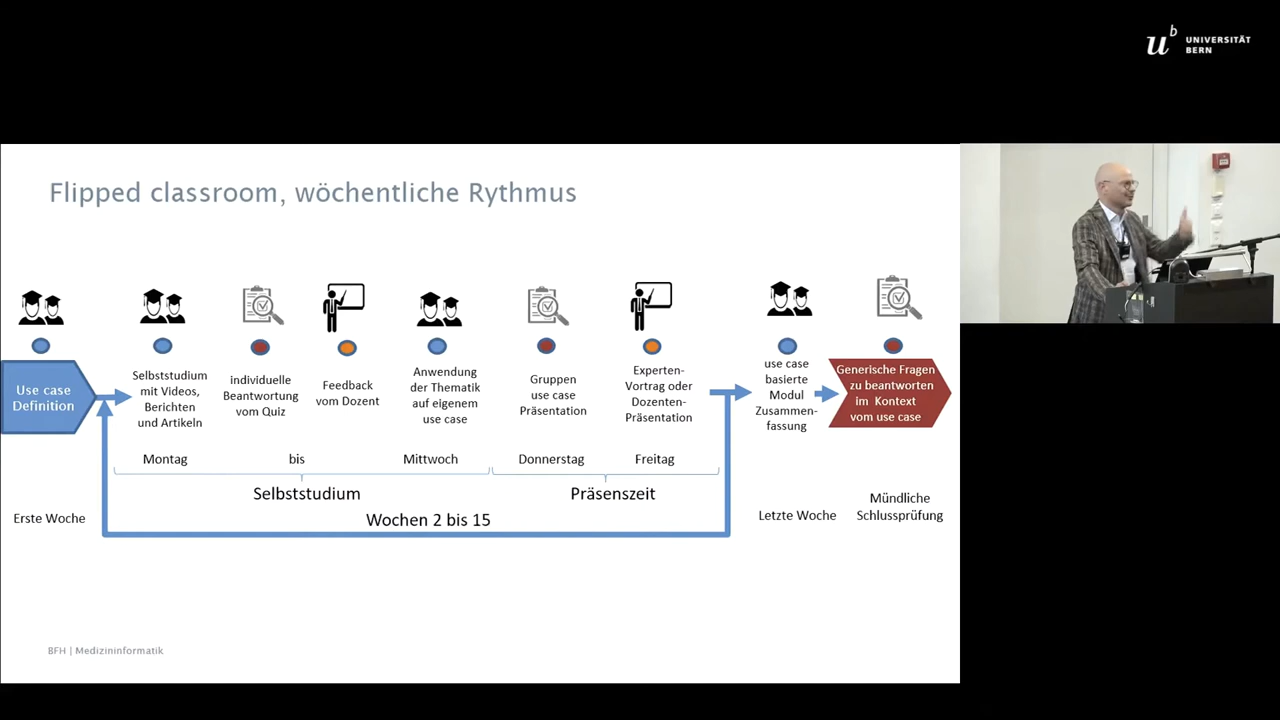 u
b
UNIVERSITÄT
BERN
Flipped classroom, wöchentliche Rythmus
Use case
Definition
Selbststudium
mit Videos,
Berichten
und Artikeln
individuelle
Beantwortung
vom Quiz
Feedback
vom Dozent
Anwendung
der Thematik
auf eigenem
use case
Gruppen
use case
Präsentation
Experten-
Vortrag oder
Dozenten-
Präsentation
use case
basierte
Modul
Zusammen-
fassung
Generische Fragen
zu beantworten
im Kontext
vom use case
Montag
bis
Mittwoch
Donnerstag
Freitag
Selbststudium
Präsenszeit
Erste Woche
Wochen 2 bis 15
Letzte Woche
Mündliche
Schlussprüfung
BFH | Medizininformatik